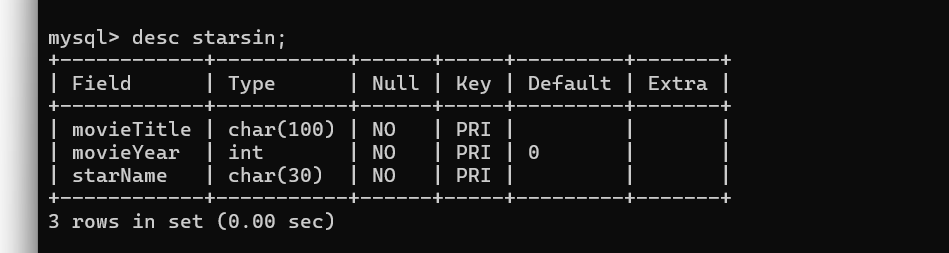 mysql> desc starsin;
+------------+-----------+------+-----+---------+-------+
| Field      | Type      | Null | Key | Default | Extra |
+------------+-----------+------+-----+---------+-------+
| movieTitle | char(100) | NO   | PRI |         |       |
| movieYear  | int       | NO   | PRI | 0       |       |
| starName   | char(30)  | NO   | PRI |         |       |
+------------+-----------+------+-----+---------+-------+
3 rows in set (0.00 sec)